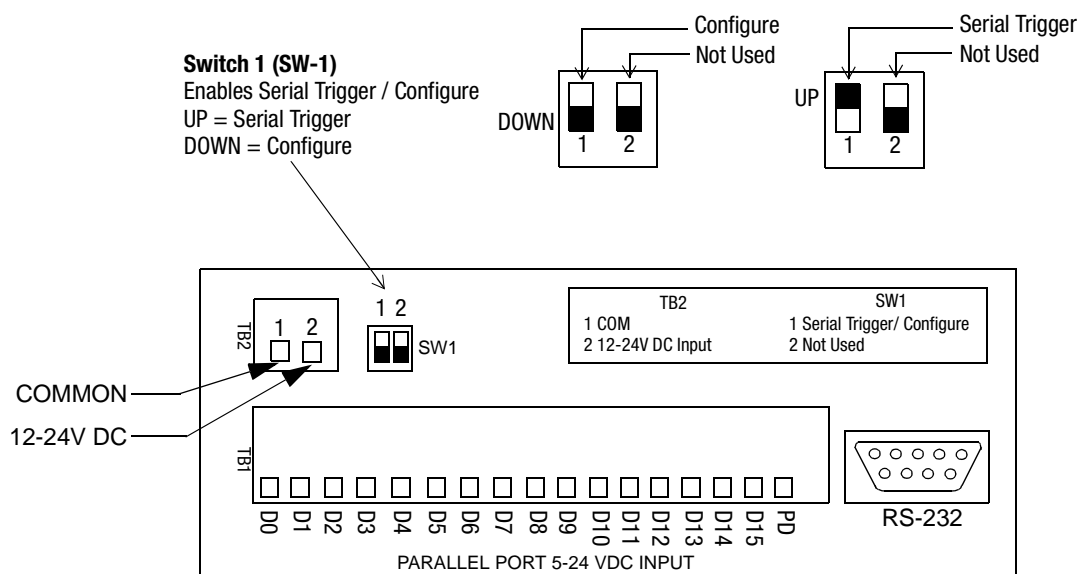 Switch 1 (SW-1)
Enables Serial Trigger / Configure
UP = Serial Trigger
DOWN = Configure
Configure
Not Used
DOWN
1 2
Serial Trigger
Not Used
UP
1 2
TB2
1 2
1 2
SW1
TB2
1 COM
2 12-24V DC Input
SW1
1 Serial Trigger/ Configure
2 Not Used
COMMON
12-24V DC
TB1
D0 D1 D2 D3 D4 D5 D6 D7 D8 D9 D10 D11 D12 D13 D14 D15 PD
PARALLEL PORT 5-24 VDC INPUT
RS-232